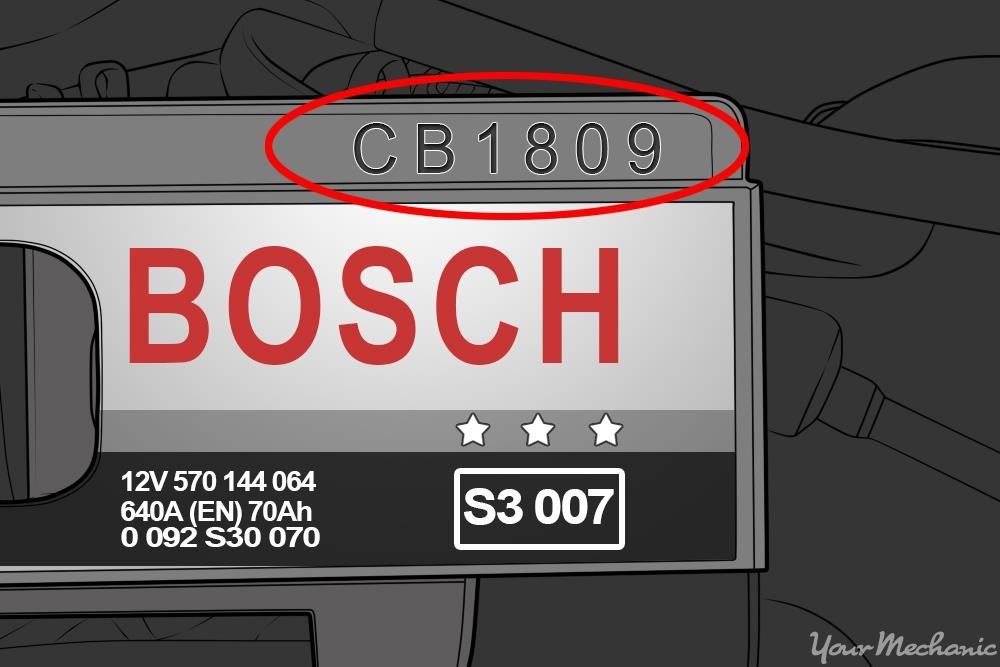 CB1809
BOSCH
12V 570 144 064
640A (EN) 70Ah
0 092 S30 070
S3 007
YourMechanic